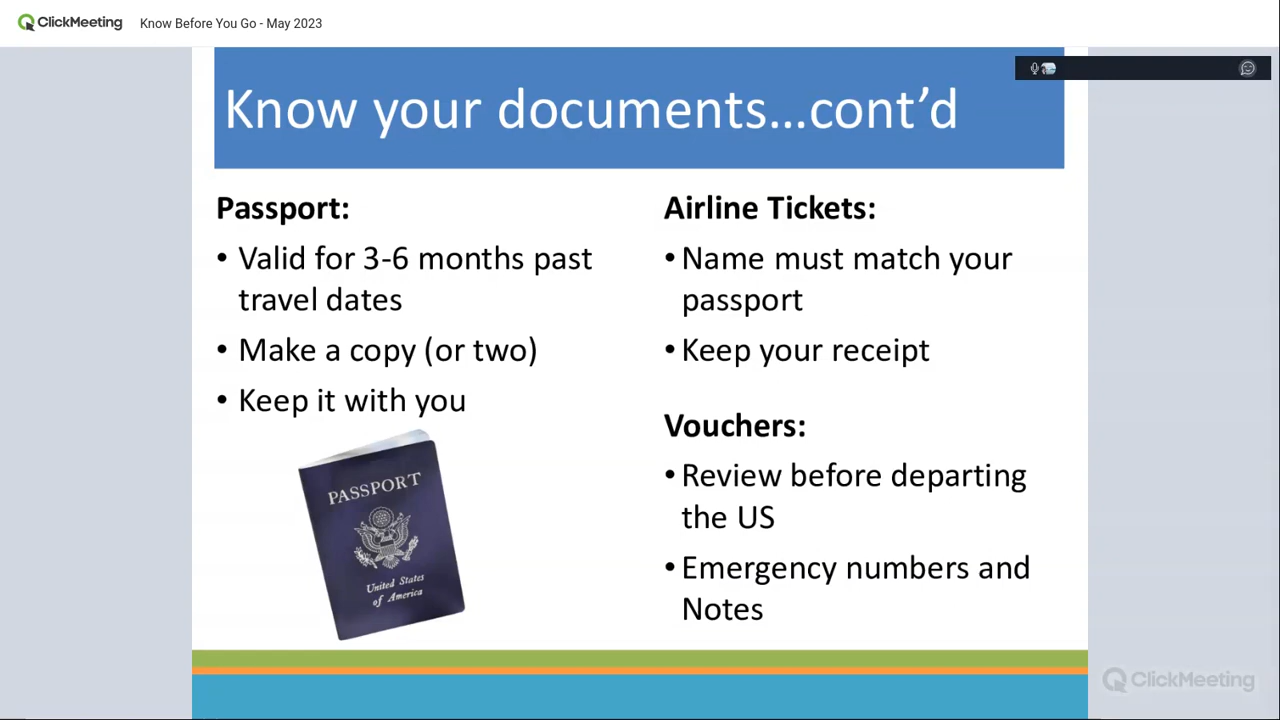 ClickMeeting
Know Before You Go - May 2023
Know your documents...cont'd
Passport:
• Valid for 3-6 months past
travel dates
• Make a copy (or two)
• Keep it with you
PASSPORT
United States
of America
Airline Tickets:
• Name must match your
passport
• Keep your receipt
Vouchers:
• Review before departing
the US
• Emergency numbers and
Notes
ClickMeeting